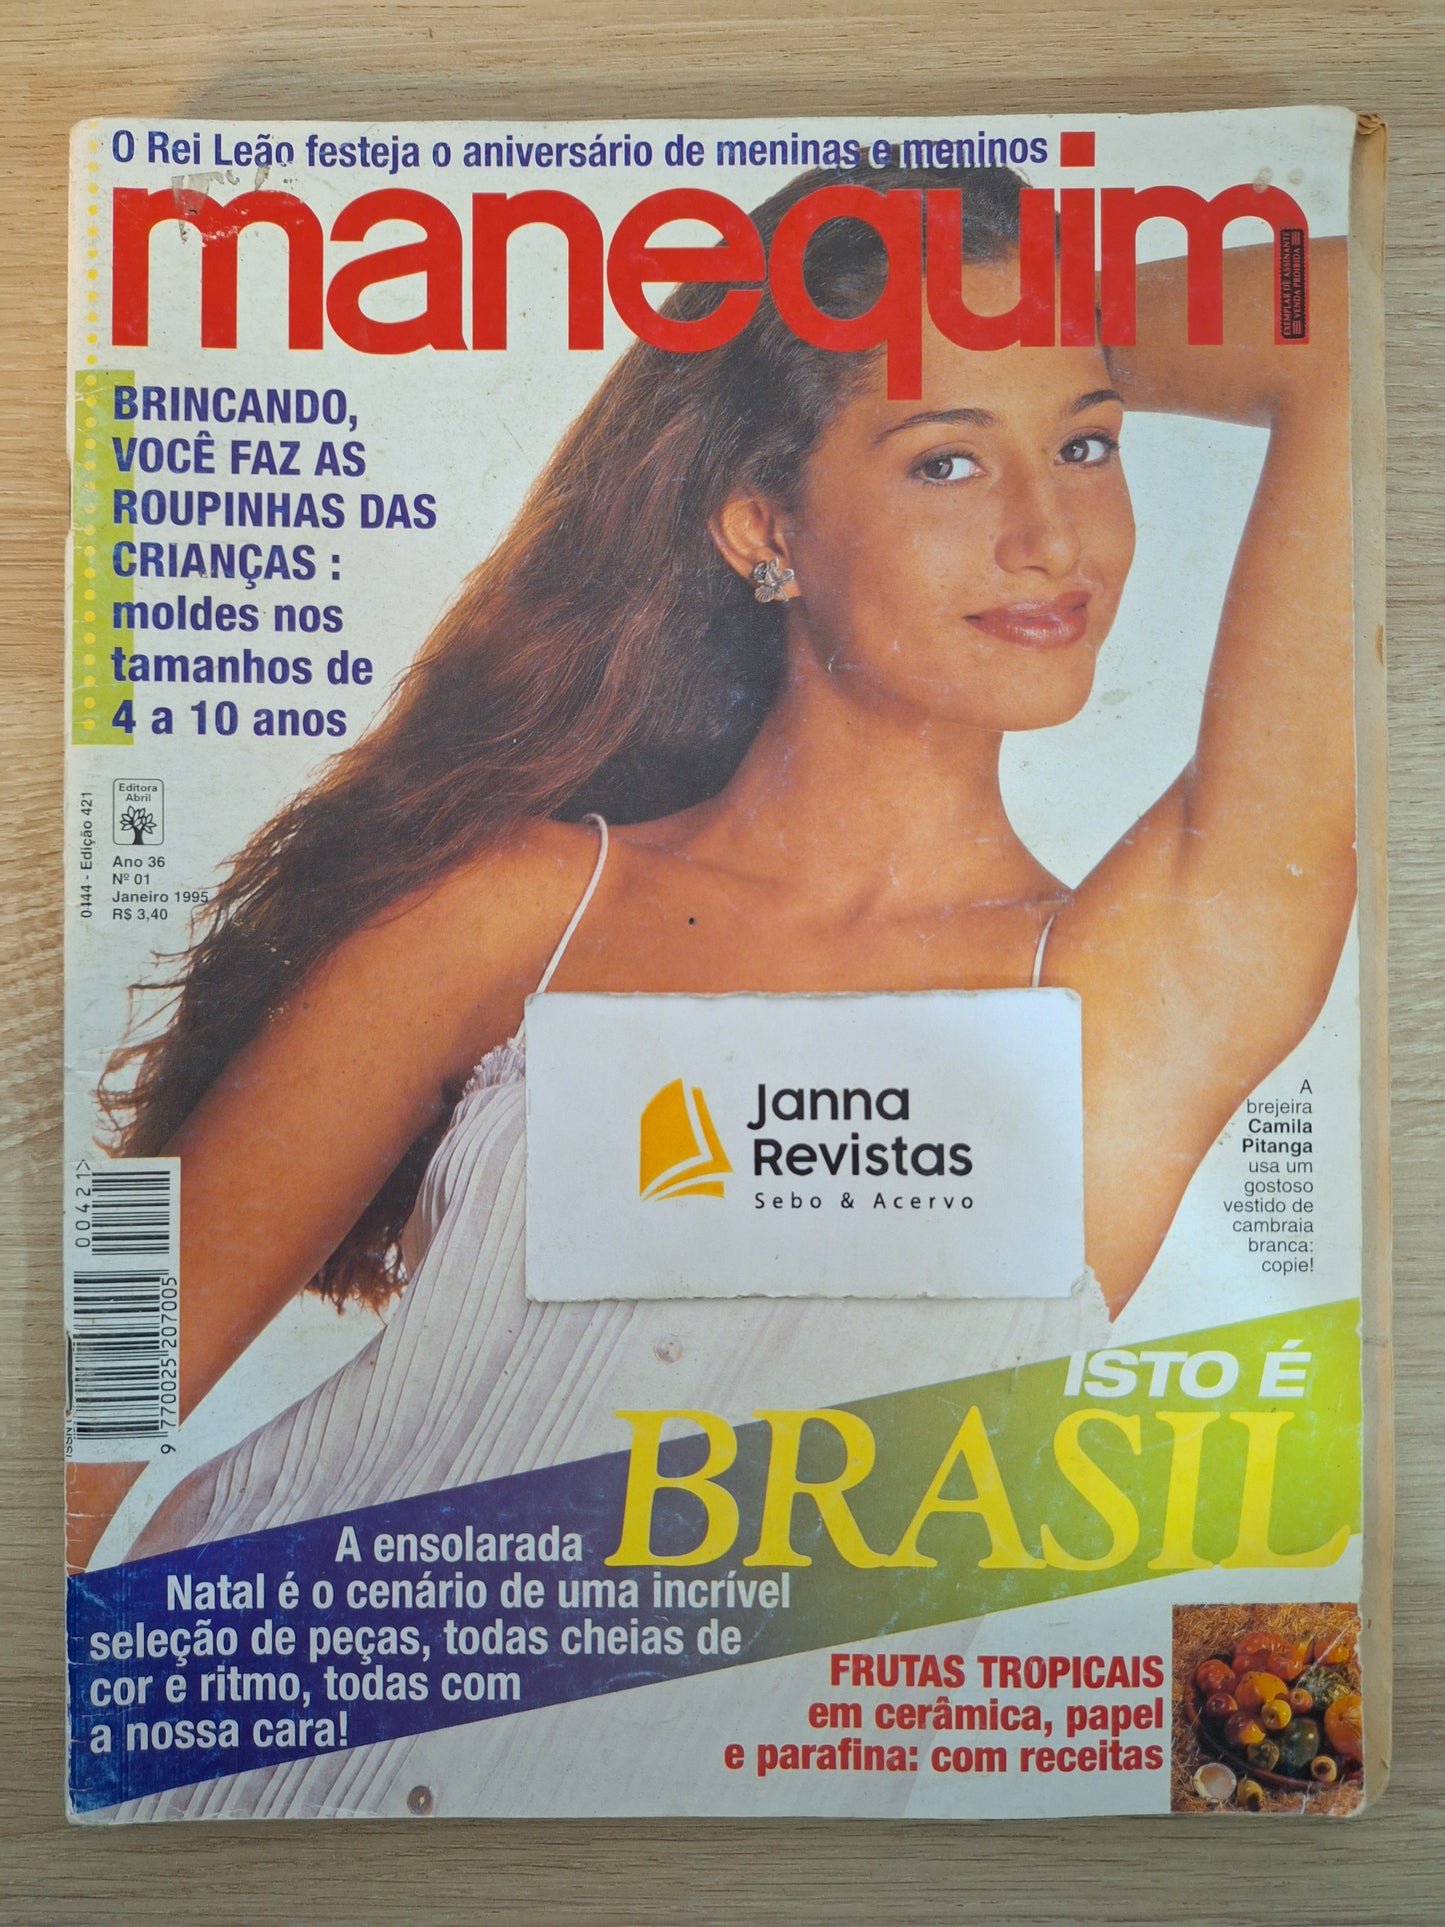 O Rei Leão festeja o aniversário de meninas e meninos
manequim
EXEMPLAR DE ASSINANTE
VENDA PROIBIDA
BRINCANDO,
VOCÊ FAZ AS
ROUPINHAS DAS
CRIANÇAS :
moldes nos
tamanhos de
4 a 10 anos
Editora
Abril
0444 - Edição 421
Ano 36
Nº 01
Janeiro 1995
R$ 3,40
Janna
Revistas
Sebo & Acervo
A
brejeira
Camila
Pitanga
usa um
gostoso
vestido de
cambraia
branca:
copie!
00421>
9 770025 207005
ISSN
ISTO É
BRASIL
A ensolarada
Natal é o cenário de uma incrível
seleção de peças, todas cheias de
cor e ritmo, todas com
a nossa cara!
FRUTAS TROPICAIS
em cerâmica, papel
e parafina: com receitas